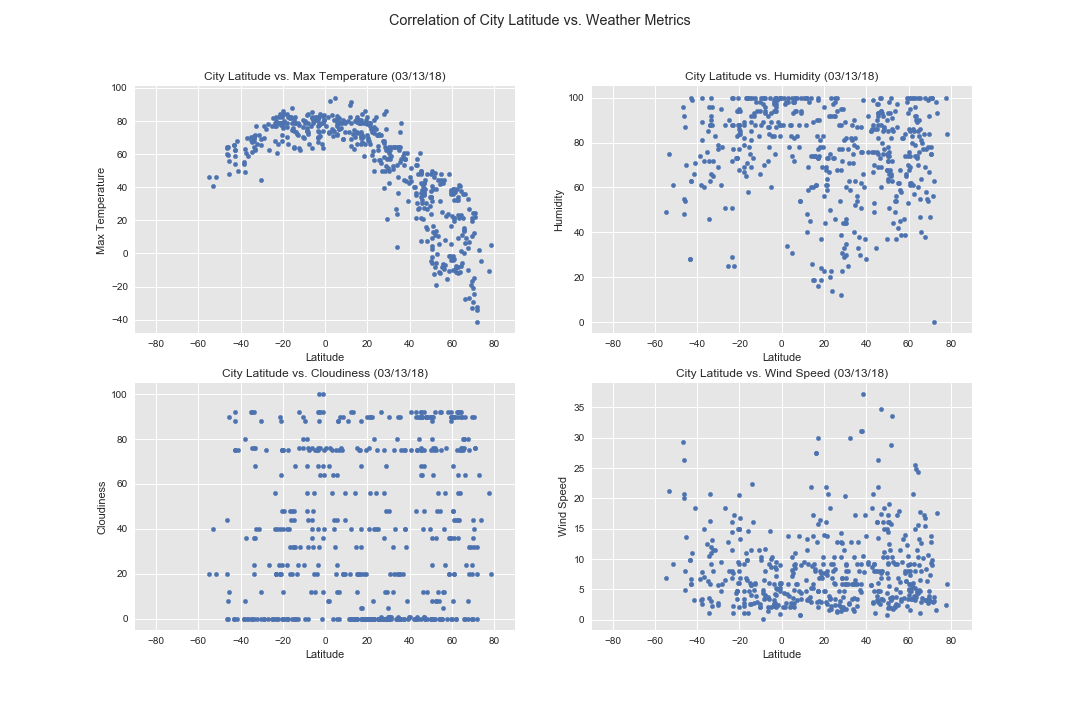 Correlation of City Latitude vs. Weather Metrics
City Latitude vs. Max Temperature (03/13/18)
100
80
60
40
20
0
−20
−40
Max Temperature
−80 −60 −40 −20 0 20 40 60 80
Latitude
City Latitude vs. Humidity (03/13/18)
100
80
60
40
20
0
Humidity
−80 −60 −40 −20 0 20 40 60 80
Latitude
City Latitude vs. Cloudiness (03/13/18)
100
80
60
40
20
0
Cloudiness
−80 −60 −40 −20 0 20 40 60 80
Latitude
City Latitude vs. Wind Speed (03/13/18)
35
30
25
20
15
10
5
0
Wind Speed
−80 −60 −40 −20 0 20 40 60 80
Latitude